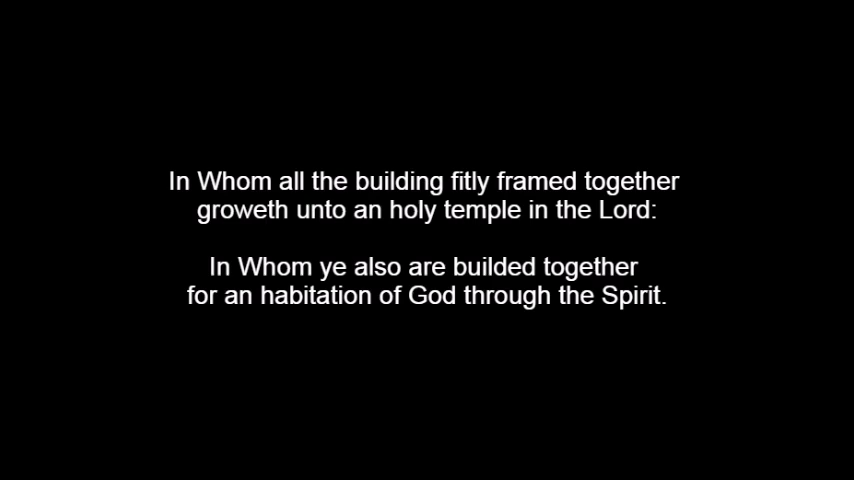 In Whom all the building fitly framed together
groweth unto an holy temple in the Lord:
In Whom ye also are builded together
for an habitation of God through the Spirit.